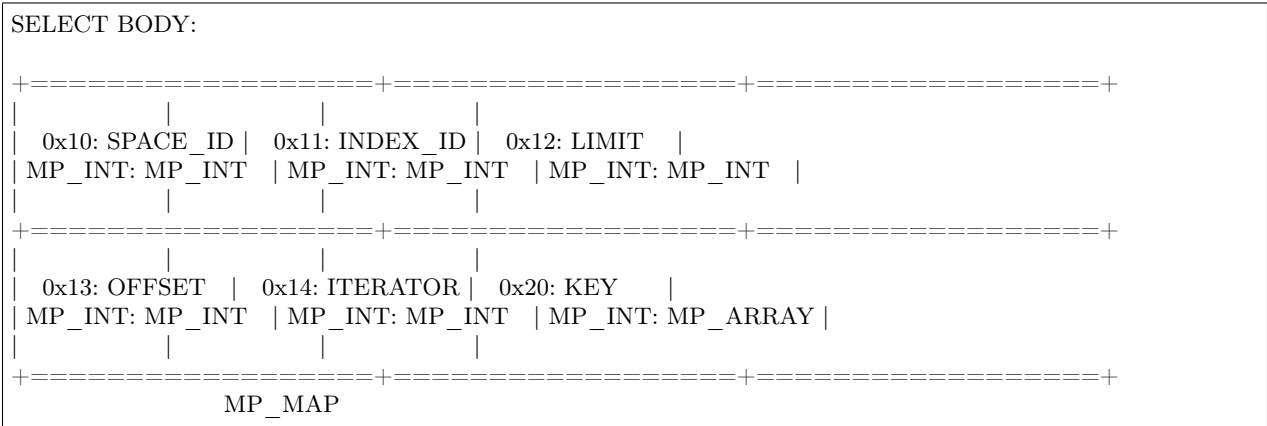 SELECT BODY:
+==================+==================+==================+
| | | |
| 0x10: SPACE_ID | 0x11: INDEX_ID | 0x12: LIMIT |
| MP_INT: MP_INT | MP_INT: MP_INT | MP_INT: MP_INT |
| | | |
+==================+==================+==================+
| | | |
| 0x13: OFFSET | 0x14: ITERATOR | 0x20: KEY |
| MP_INT: MP_INT | MP_INT: MP_INT | MP_INT: MP_ARRAY |
| | | |
+==================+==================+==================+
MP_MAP